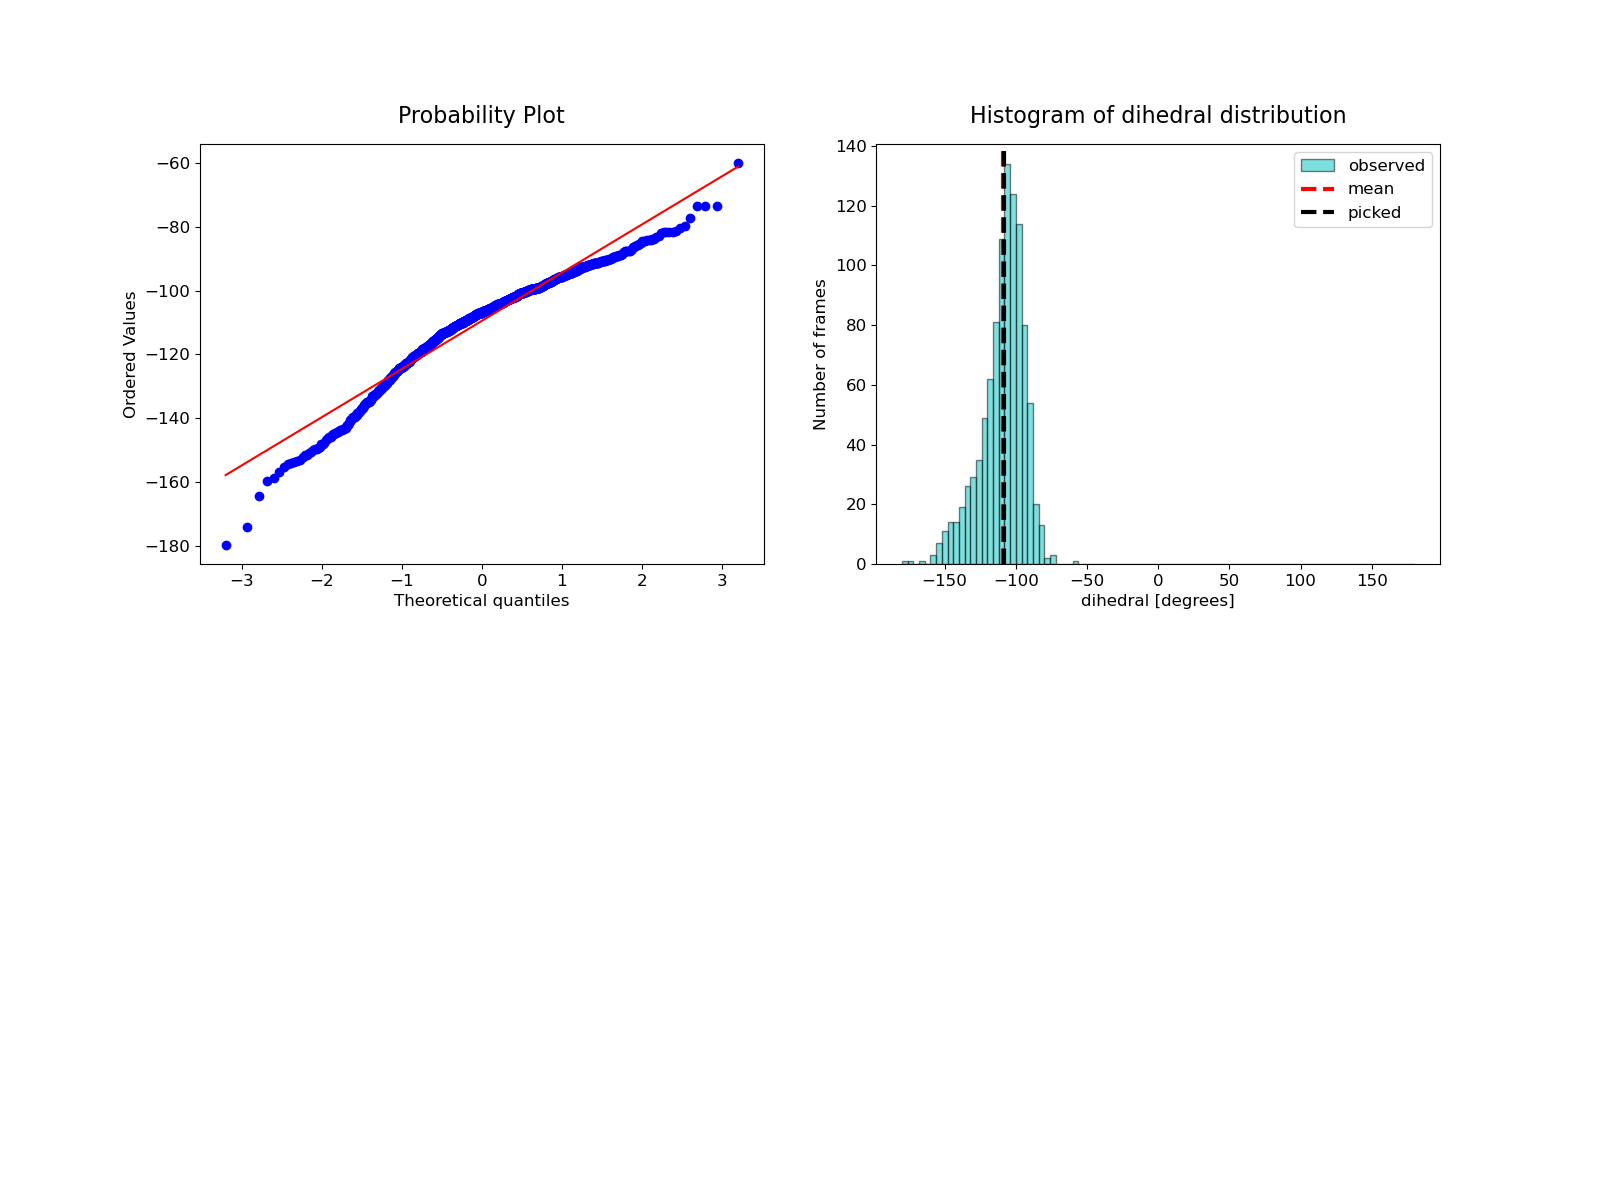 Probability Plot
−60
−80
−100
−120
−140
−160
−180
Ordered Values
−3 −2 −1 0 1 2 3
Theoretical quantiles
Histogram of dihedral distribution
140
120
100
80
60
40
20
0
Number of frames
observed
mean
picked
−150 −100 −50 0 50 100 150
dihedral [degrees]